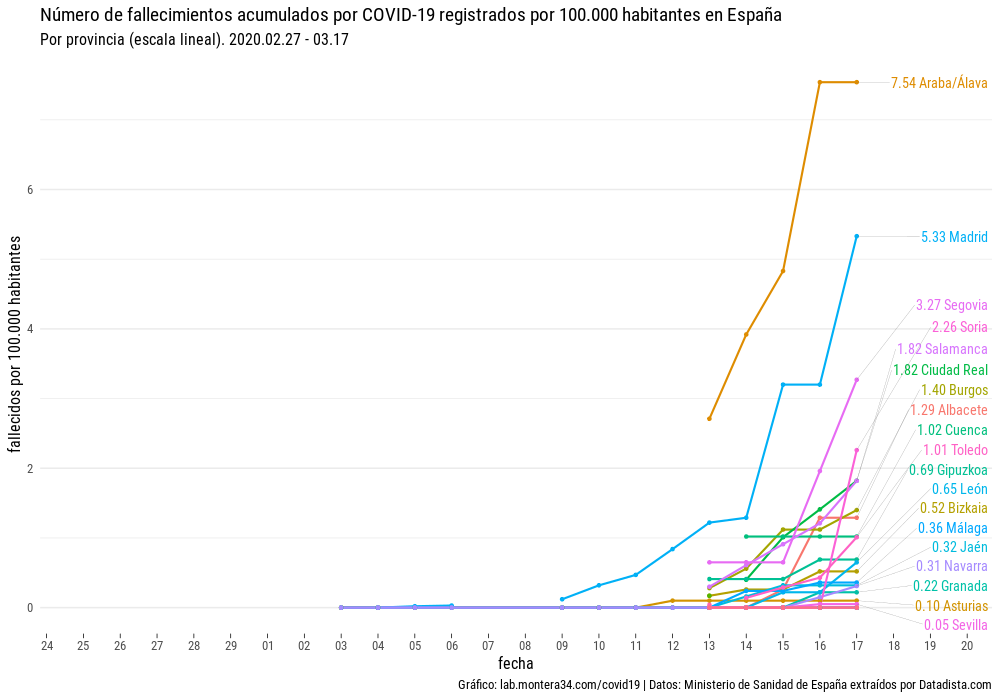 Número de fallecimientos acumulados por COVID-19 registrados por 100.000 habitantes en España
Por provincia (escala lineal). 2020.02.27 - 03.17
fallecidos por 100.000 habitantes
6
4
2
0
7.54 Araba/Álava
5.33 Madrid
3.27 Segovia
2.26 Soria
1.82 Salamanca
1.82 Ciudad Real
1.40 Burgos
1.29 Albacete
1.02 Cuenca
1.01 Toledo
0.69 Gipuzkoa
0.65 León
0.52 Bizkaia
0.36 Málaga
0.32 Jaén
0.31 Navarra
0.22 Granada
0.10 Asturias
0.05 Sevilla
24 25 26 27 28 29 01 02 03 04 05 06 07 08 09 10 11 12 13 14 15 16 17 18 19 20
fecha
Gráfico: lab.montera34.com/covid19 | Datos: Ministerio de Sanidad de España extraídos por Datadista.com